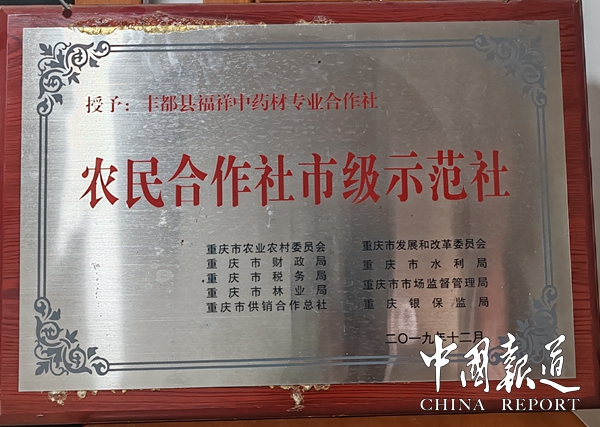 授予：丰都县福祥中药材专业合作社
农民合作社市级示范社
重庆市农业农村委员会
重庆市财政局
重庆市税务局
重庆市林业局
重庆市供销合作总社
重庆市发展和改革委员会
重庆市水利局
重庆市市场监督管理局
重庆银保监局
二〇一九年十二月
中國報道
CHINA REPORT